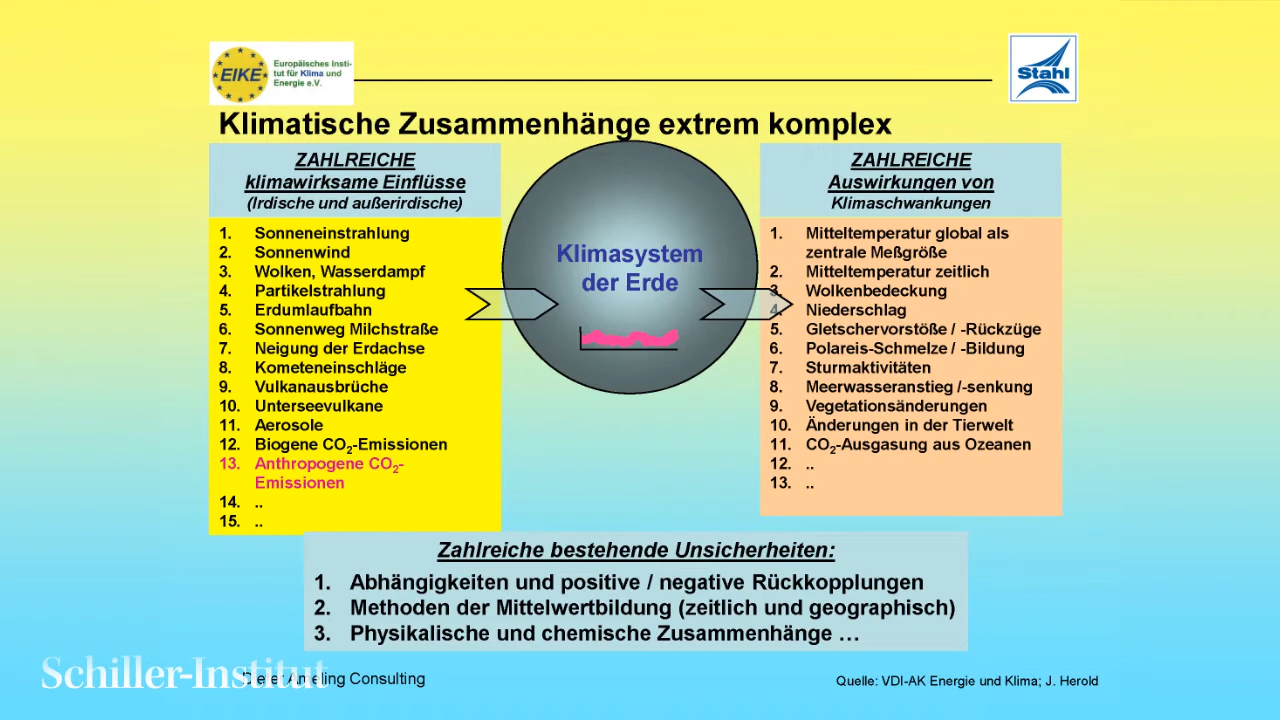 EIKE
Europäisches Insti-
tut für Klima und
Energie e.V.
Stahl
Klimatische Zusammenhänge extrem komplex
ZAHLREICHE
klimawirksame Einflüsse
(Irdische und außerirdische)
1. Sonneneinstrahlung
2. Sonnenwind
3. Wolken, Wasserdampf
4. Partikelstrahlung
5. Erdumlaufbahn
6. Sonnenweg Milchstraße
7. Neigung der Erdachse
8. Kometeneinschläge
9. Vulkanausbrüche
10. Unterseevulkane
11. Aerosole
12. Biogene CO₂-Emissionen
13. Anthropogene CO₂-
Emissionen
14. ..
15. ..
Klimasystem
der Erde
ZAHLREICHE
Auswirkungen von
Klimaschwankungen
1. Mitteltemperatur global als
zentrale Meßgröße
2. Mitteltemperatur zeitlich
3. Wolkenbedeckung
4. Niederschlag
5. Gletschervorstöße / -Rückzüge
6. Polareis-Schmelze / -Bildung
7. Sturmaktivitäten
8. Meerwasseranstieg /-senkung
9. Vegetationsänderungen
10. Änderungen in der Tierwelt
11. CO₂-Ausgasung aus Ozeanen
12. ..
13. ..
Zahlreiche bestehende Unsicherheiten:
1. Abhängigkeiten und positive / negative Rückkopplungen
2. Methoden der Mittelwertbildung (zeitlich und geographisch)
3. Physikalische und chemische Zusammenhänge …
Schiller-Institut
Dieter Ameling Consulting
Quelle: VDI-AK Energie und Klima; J. Herold